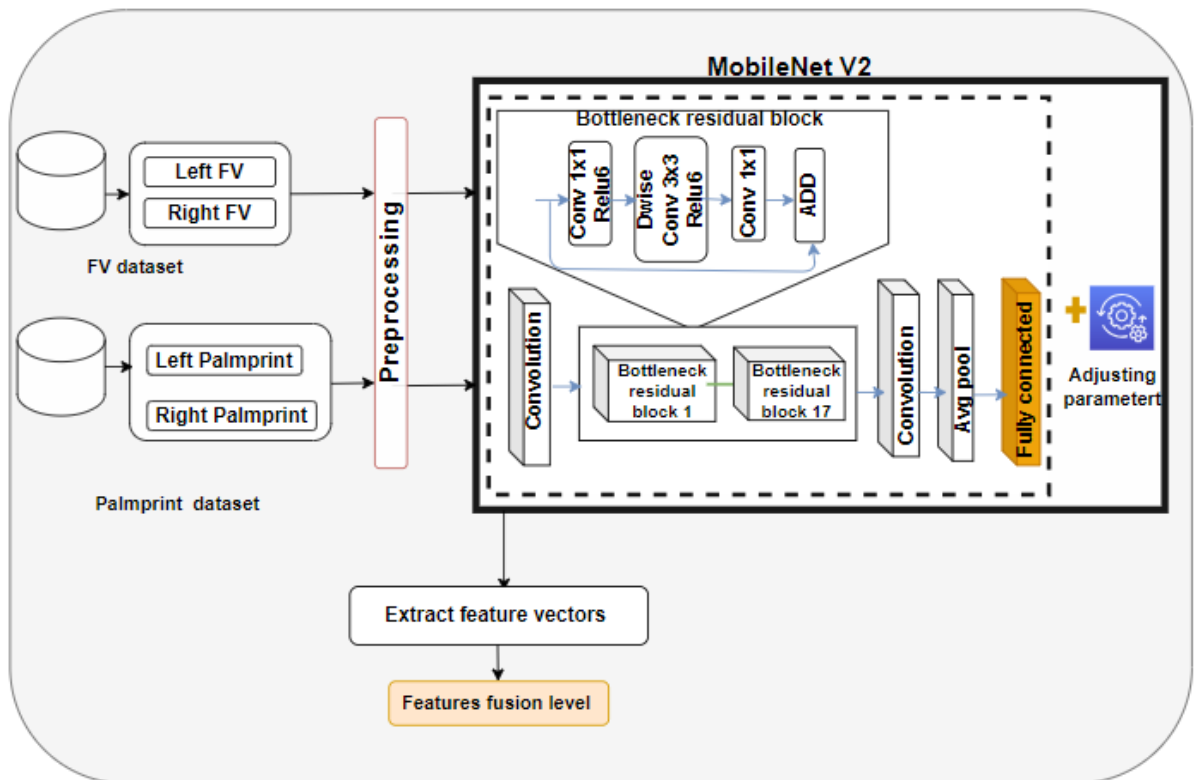 MobileNet V2
Bottleneck residual block
Conv 1x1
Relu6
Dwise
Conv 3x3
Relu6
Conv 1x1
ADD
Left FV
Right FV
FV dataset
Preprocessing
Left Palmprint
Right Palmprint
Palmprint dataset
Convolution
Bottleneck
residual
block 1
Bottleneck
residual
block 17
Convolution
Avg pool
Fully connected
+
Adjusting
parametert
Extract feature vectors
Features fusion level